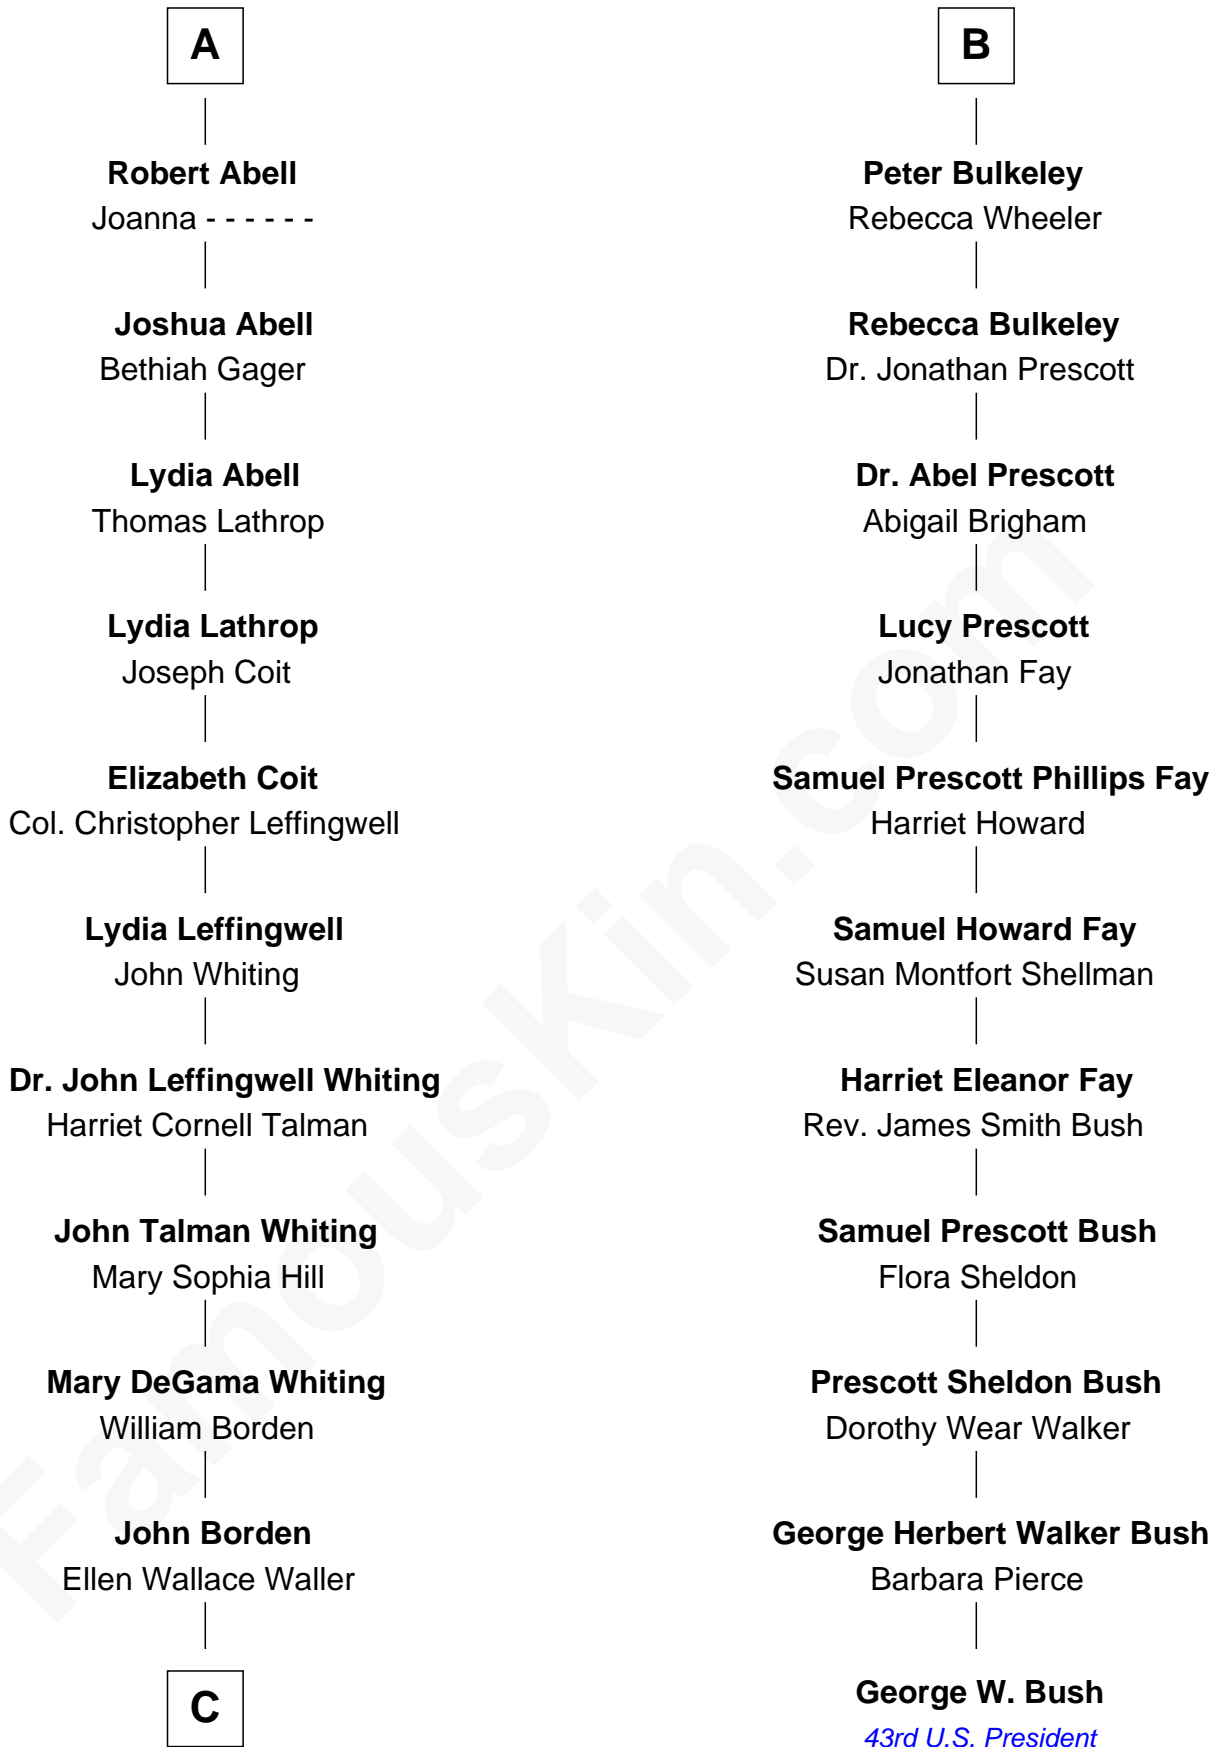 A
Robert Abell
Joanna - - - - - -
Joshua Abell
Bethiah Gager
Lydia Abell
Thomas Lathrop
Lydia Lathrop
Joseph Coit
Elizabeth Coit
Col. Christopher Leffingwell
Lydia Leffingwell
John Whiting
Dr. John Leffingwell Whiting
Harriet Cornell Talman
John Talman Whiting
Mary Sophia Hill
Mary DeGama Whiting
William Borden
John Borden
Ellen Wallace Waller
C
B
Peter Bulkeley
Rebecca Wheeler
Rebecca Bulkeley
Dr. Jonathan Prescott
Dr. Abel Prescott
Abigail Brigham
Lucy Prescott
Jonathan Fay
Samuel Prescott Phillips Fay
Harriet Howard
Samuel Howard Fay
Susan Montfort Shellman
Harriet Eleanor Fay
Rev. James Smith Bush
Samuel Prescott Bush
Flora Sheldon
Prescott Sheldon Bush
Dorothy Wear Walker
George Herbert Walker Bush
Barbara Pierce
George W. Bush
43rd U.S. President
FamousKin.com